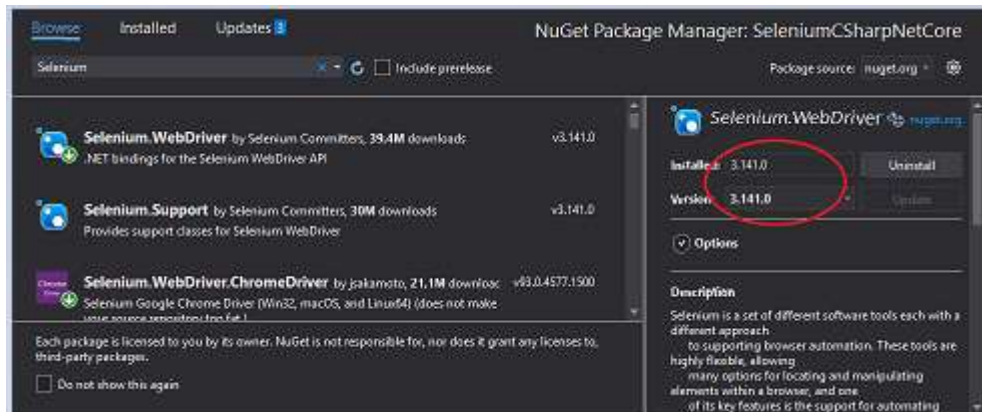 Browse Installed Updates 3
NuGet Package Manager: SeleniumCSharpNetCore
Selenium
Include prerelease
Package source: nuget.org
Selenium.WebDriver by Selenium Committers, 39.4M downloads v3.141.0
.NET bindings for the Selenium WebDriver API
Selenium.Support by Selenium Committers, 30M downloads v3.141.0
Provides support classes for Selenium WebDriver
Selenium.WebDriver.ChromeDriver by jsakamoto, 21.1M downloac v93.0.4577.1500
Selenium Google Chrome Driver (Win32, macOS, and Linux64) (does not make
your source repository too fat.)
Each package is licensed to you by its owner. NuGet is not responsible for, nor does it grant any licenses to,
third-party packages.
Do not show this again
Selenium.WebDriver nuget.org
Installed: 3.141.0 Uninstall
Version: 3.141.0 Update
Options
Description
Selenium is a set of different software tools each with a
different approach
to supporting browser automation. These tools are
highly flexible, allowing
many options for locating and manipulating
elements within a browser, and one
of its key features is the support for automating